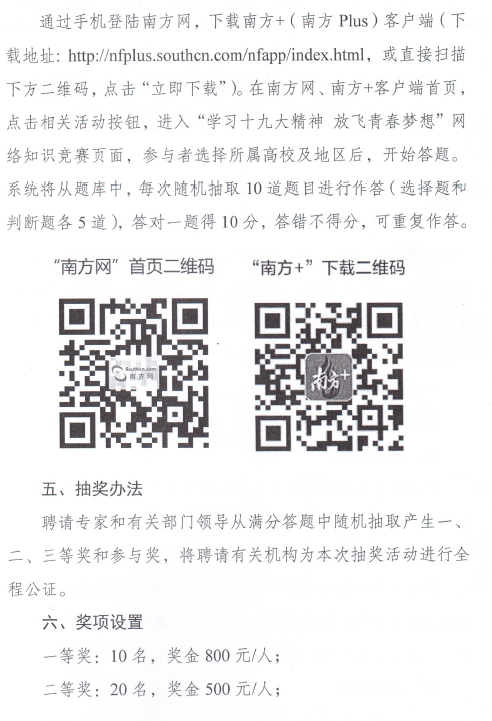 通过手机登陆南方网，下载南方+（南方 Plus）客户端（下
载地址：http://nfplus.southcn.com/nfapp/index.html，或直接扫描
下方二维码，点击“立即下载”）。在南方网、南方+客户端首页，
点击相关活动按钮，进入“学习十九大精神 放飞青春梦想”网
络知识竞赛页面，参与者选择所属高校及地区后，开始答题。
系统将从题库中，每次随机抽取 10 道题目进行作答（选择题和
判断题各 5 道），答对一题得 10 分，答错不得分，可重复作答。
“南方网”首页二维码 “南方+”下载二维码
Southcn.com
南方网
南方+
五、抽奖办法
聘请专家和有关部门领导从满分答题中随机抽取产生一、
二、三等奖和参与奖，将聘请有关机构为本次抽奖活动进行全
程公证。
六、奖项设置
一等奖：10 名，奖金 800 元/人；
二等奖：20 名，奖金 500 元/人；